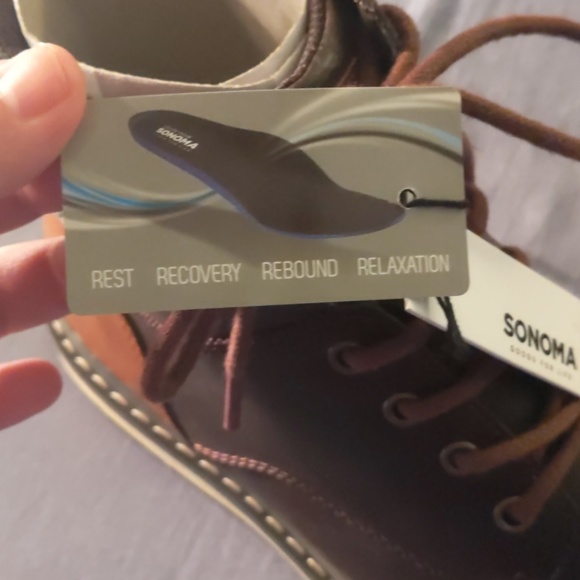 SONOMA
REST RECOVERY REBOUND RELAXATION
SONOMA
GOODS FOR LIFE